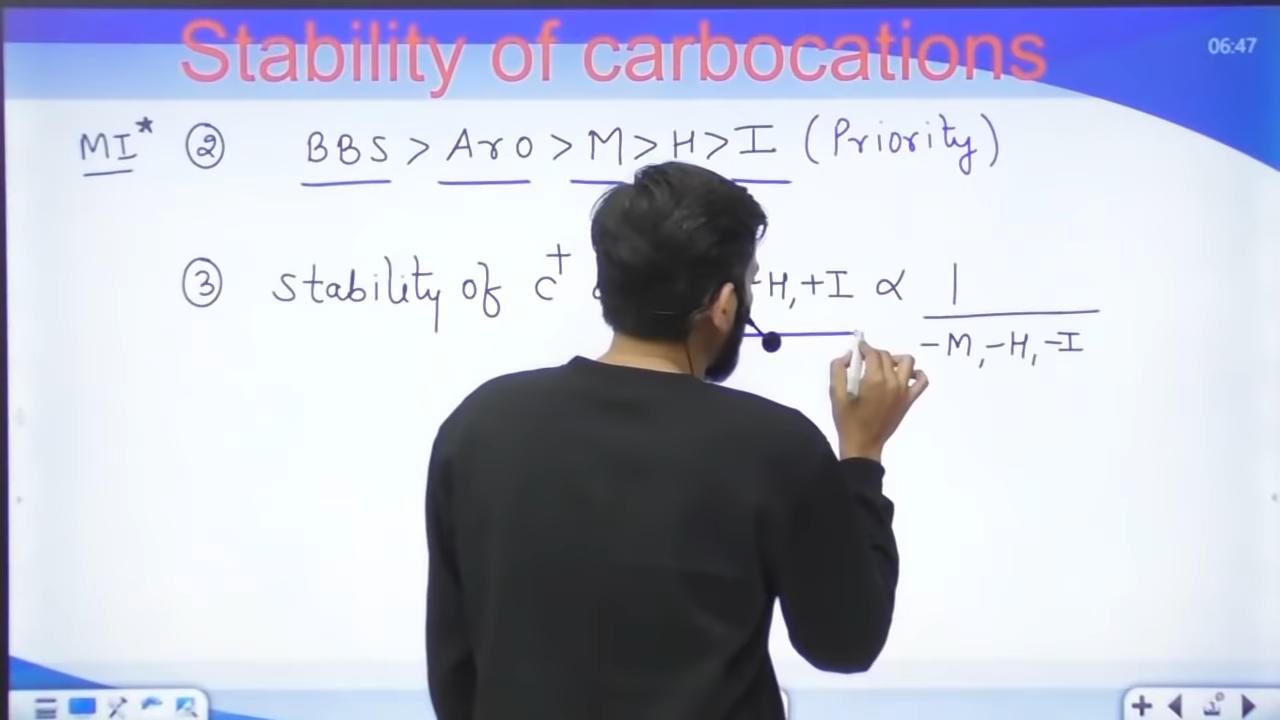 Stability of carbocations
06:47
MI* ② BBS > Aro > M > H > I (Priority)
③ Stability of C⁺ H, +I ∝ 1
-M, -H, -I